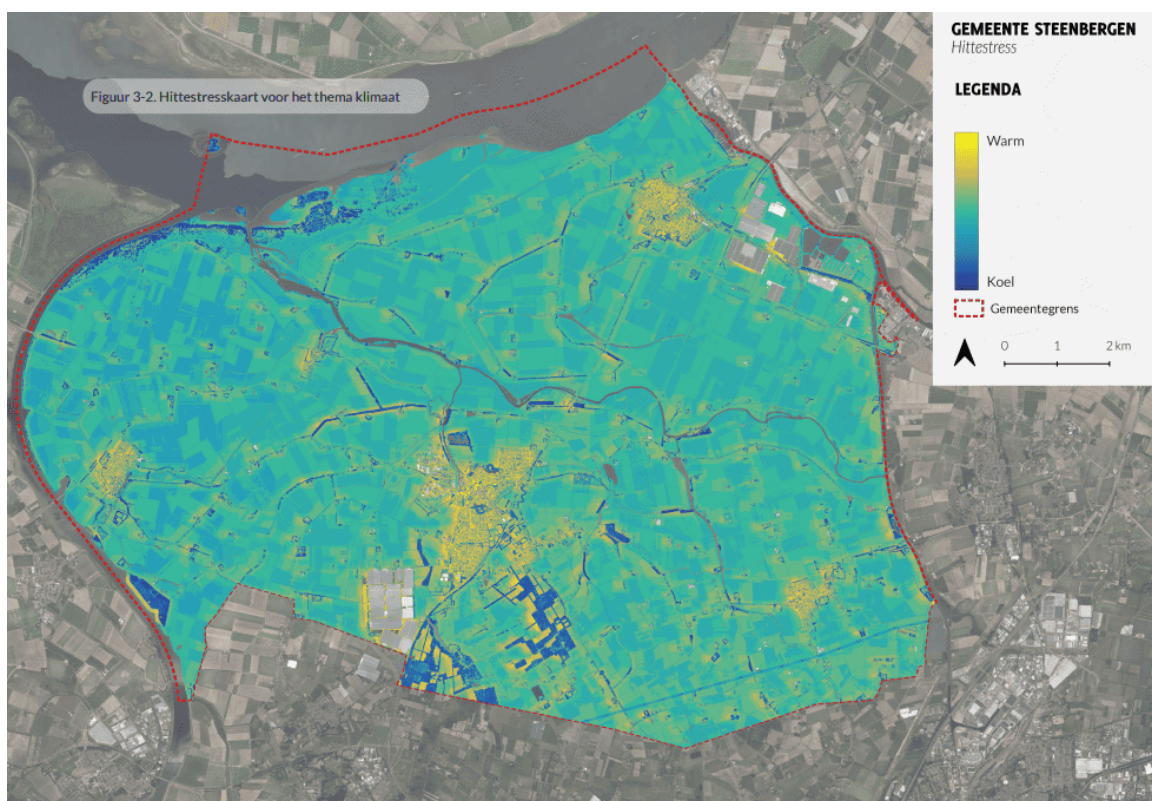 GEMEENTE STEENBERGEN
Hittestress
Figuur 3-2. Hittestresskaart voor het thema klimaat
LEGENDA
Warm
Koel
Gemeentegrens
0 1 2 km